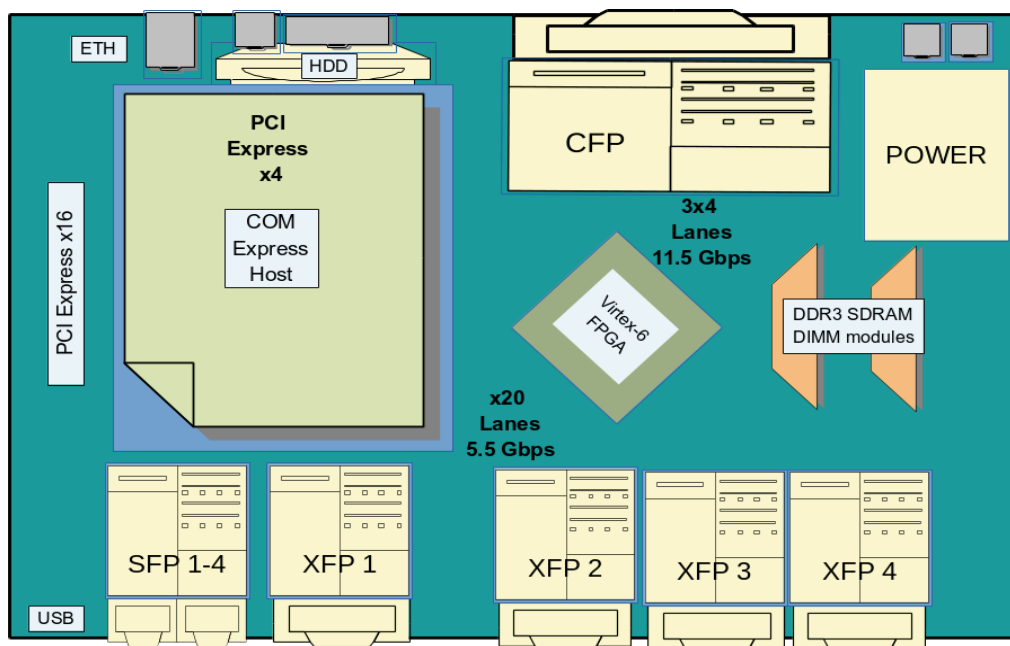 ETH
HDD
PCI
Express
x4
CFP
POWER
COM
Express
Host
3x4
Lanes
11.5 Gbps
PCI Express x16
Virtex-6
FPGA
DDR3 SDRAM
DIMM modules
x20
Lanes
5.5 Gbps
SFP 1-4
XFP 1
XFP 2
XFP 3
XFP 4
USB